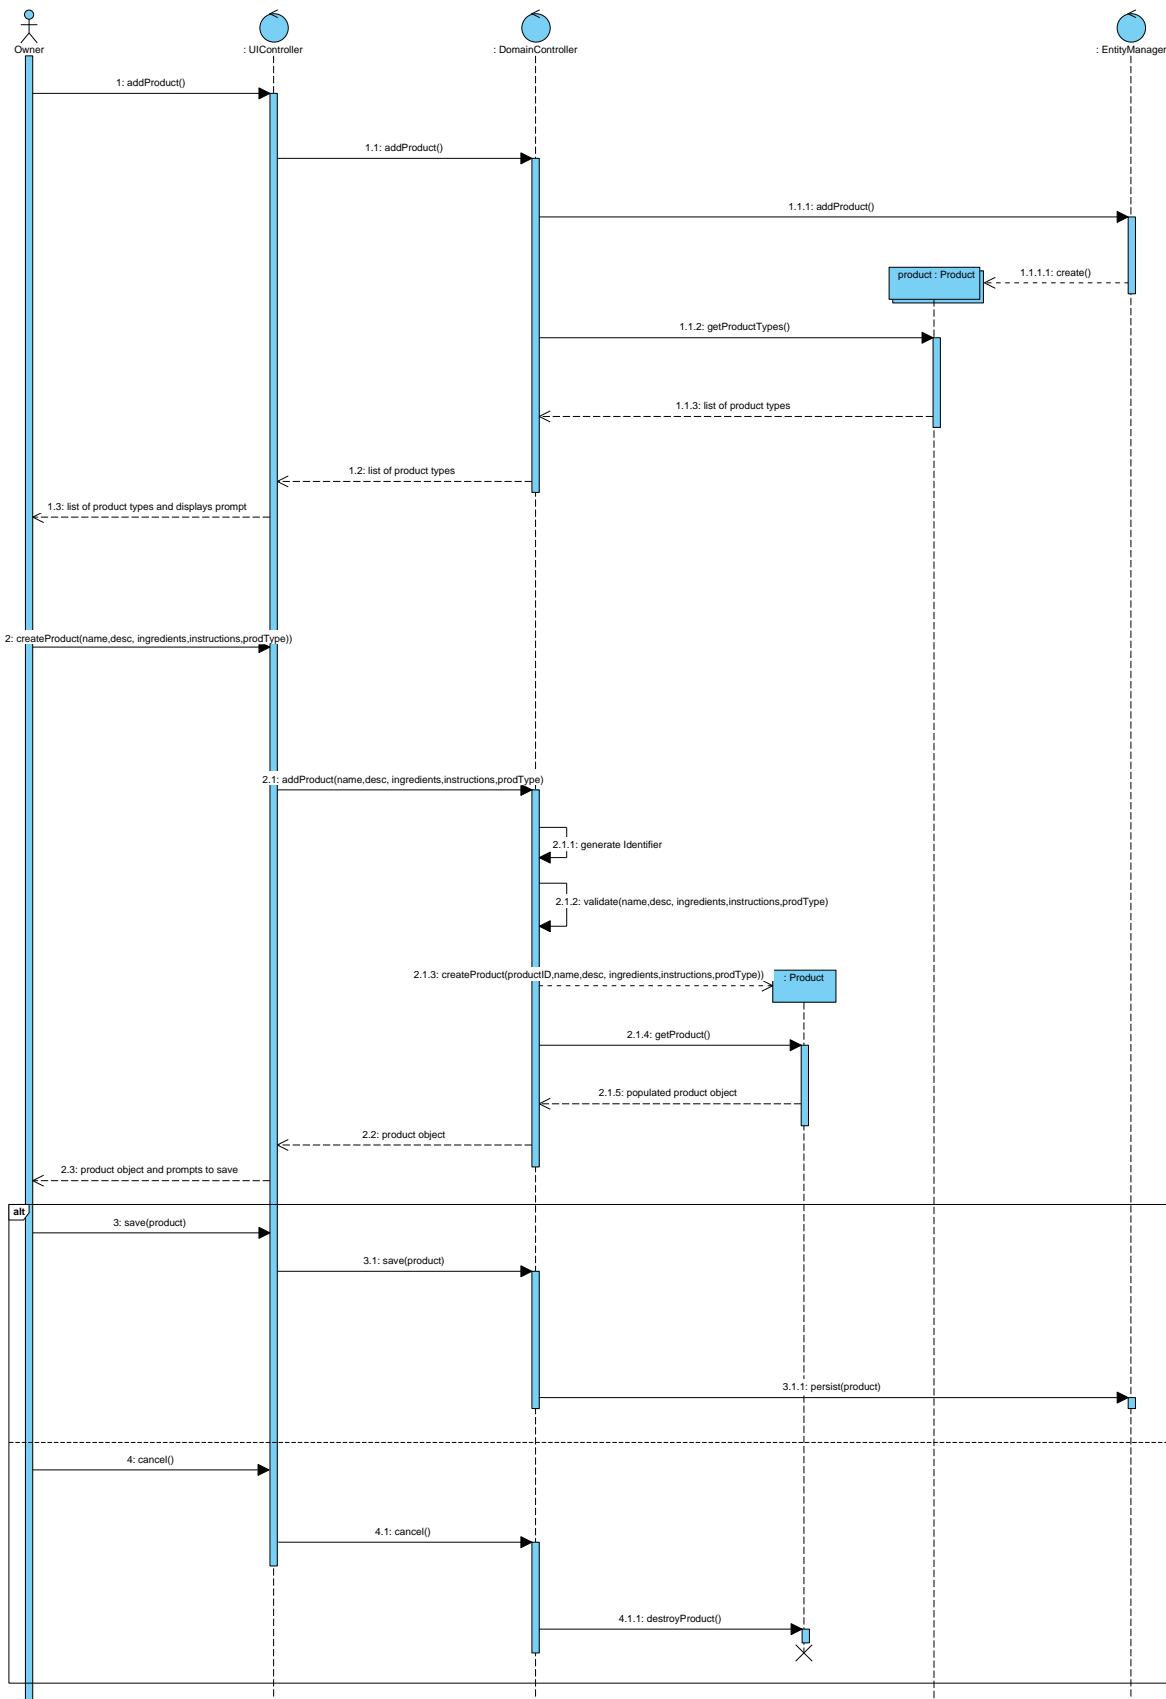 Owner
: UIController
: DomainController
: EntityManager
1: addProduct()
1.1: addProduct()
1.1.1: addProduct()
product : Product
1.1.1.1: create()
1.1.2: getProductTypes()
1.1.3: list of product types
1.2: list of product types
1.3: list of product types and displays prompt
2: createProduct(name,desc, ingredients,instructions,prodType))
2.1: addProduct(name,desc, ingredients,instructions,prodType)
2.1.1: generate Identifier
2.1.2: validate(name,desc, ingredients,instructions,prodType)
2.1.3: createProduct(productID,name,desc, ingredients,instructions,prodType))
: Product
2.1.4: getProduct()
2.1.5: populated product object
2.2: product object
2.3: product object and prompts to save
alt
3: save(product)
3.1: save(product)
3.1.1: persist(product)
4: cancel()
4.1: cancel()
4.1.1: destroyProduct()